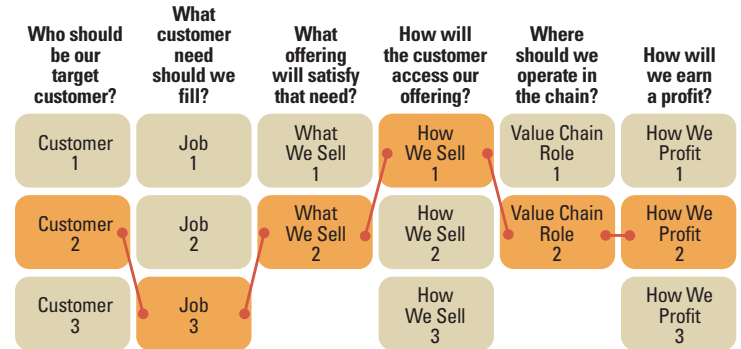 Who should
be our
target
customer?
What
customer
need
should we
fill?
What
offering
will satisfy
that need?
How will
the customer
access our
offering?
Where
should we
operate in
the chain?
How will
we earn
a profit?
Customer
1
Job
1
What
We Sell
1
How
We Sell
1
Value Chain
Role
1
How We
Profit
1
Customer
2
Job
2
What
We Sell
2
How
We Sell
2
Value Chain
Role
2
How We
Profit
2
Customer
3
Job
3
How
We Sell
3
How We
Profit
3